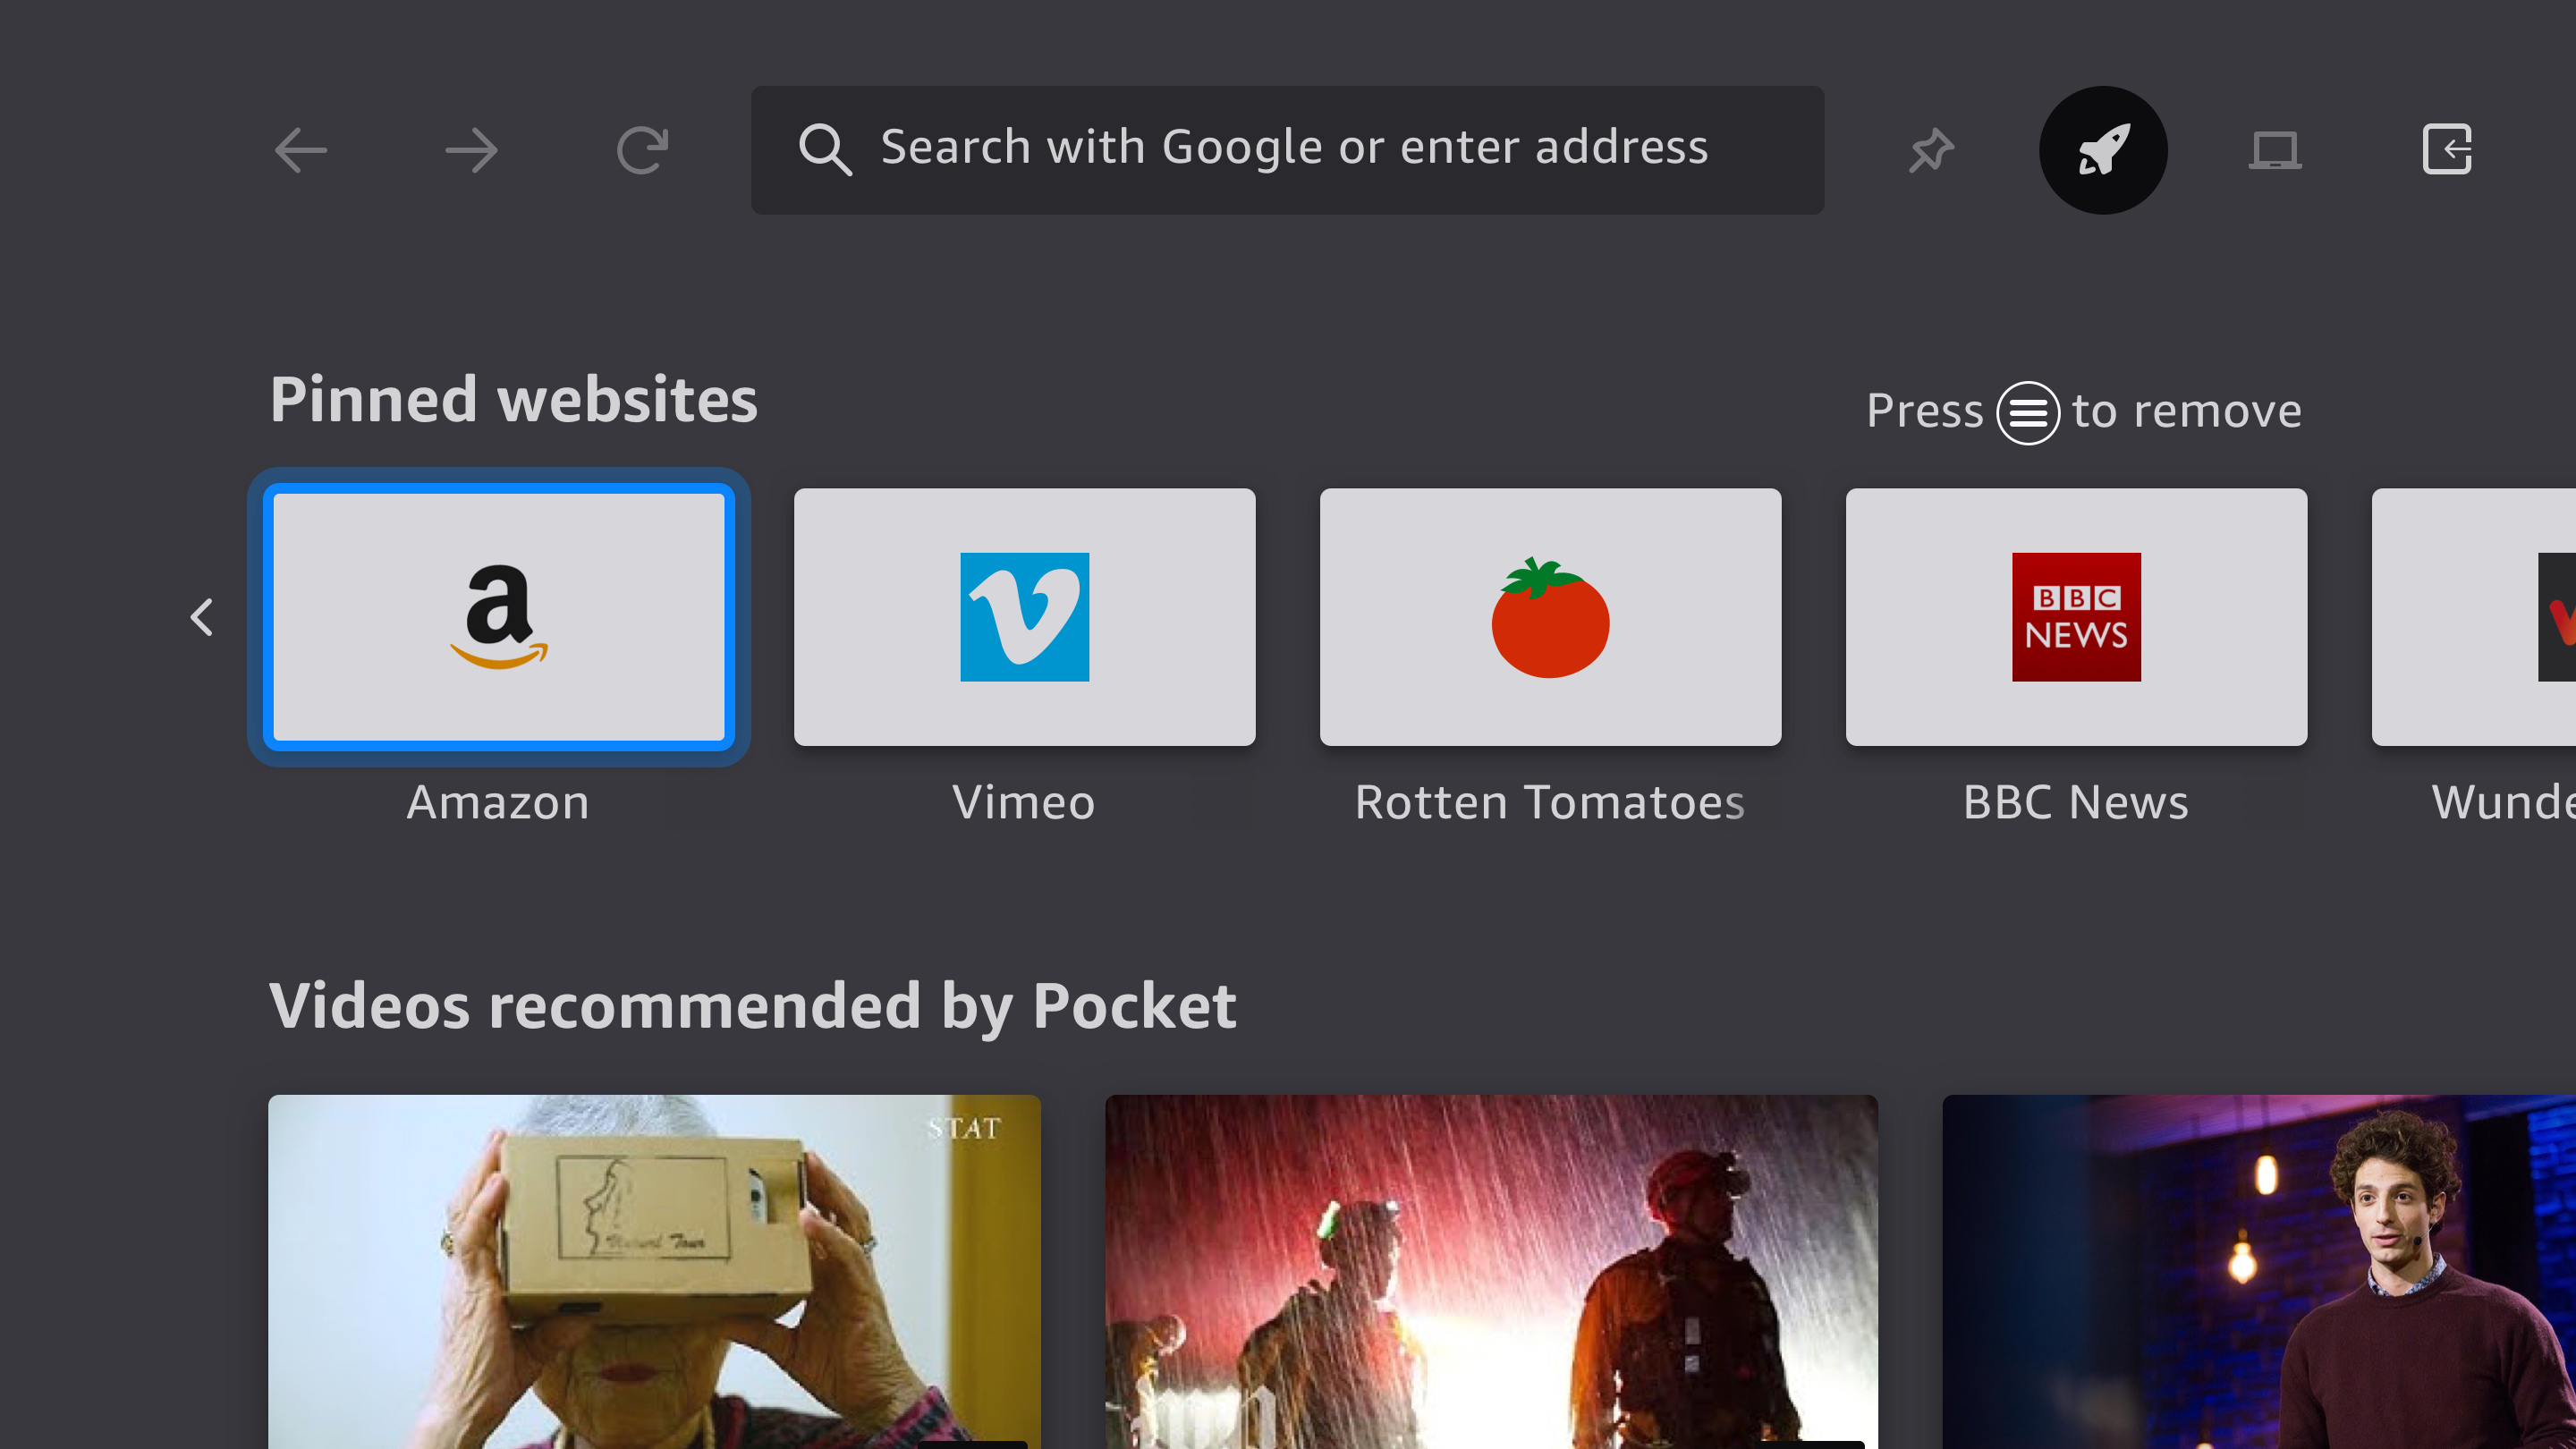 Search with Google or enter address
Pinned websites
Press to remove
a
BBC
NEWS
Amazon
Vimeo
Rotten Tomatoes
BBC News
Wunde
Videos recommended by Pocket
STAT